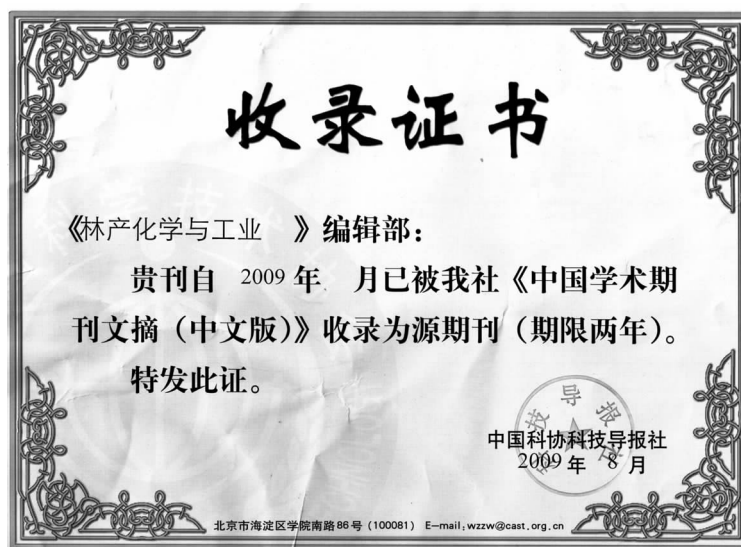 收录证书
《林产化学与工业 》编辑部：
贵刊自 2009 年 月已被我社《中国学术期
刊文摘（中文版）》收录为源期刊（期限两年）。
特发此证。
中国科协科技导报社
2009 年 8 月
北京市海淀区学院南路86号（100081） E-mail：wzzw@cast.org.cn